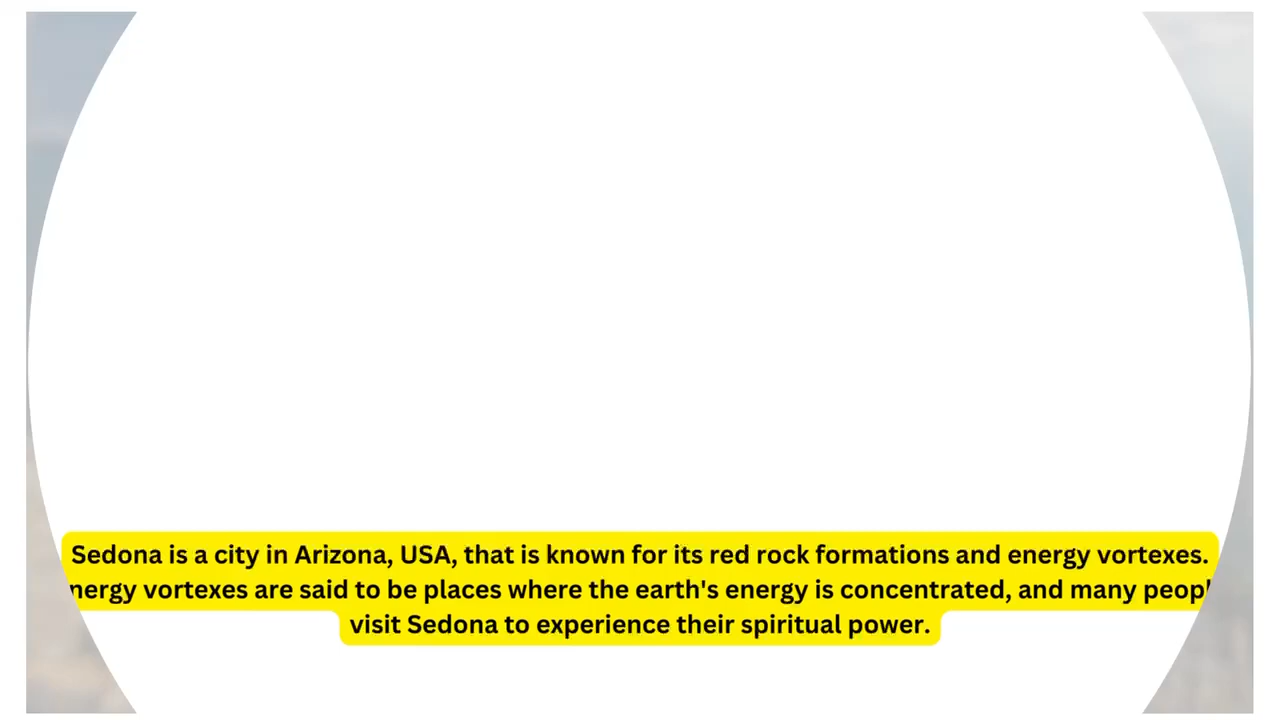 Sedona is a city in Arizona, USA, that is known for its red rock formations and energy vortexes.
nergy vortexes are said to be places where the earth's energy is concentrated, and many peopl
visit Sedona to experience their spiritual power.